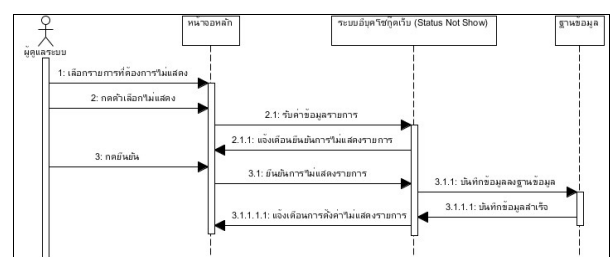 หน้าจอหลัก
ระบบอีบุคโซ่กู๊ดเว็บ (Status Not Show)
ฐานข้อมูล
ผู้ดูแลระบบ
1: เลือกรายการที่ต้องการไม่แสดง
2: กดตัวเลือกไม่แสดง
2.1: รับค่าข้อมูลรายการ
2.1.1: แจ้งเตือนยืนยันการไม่แสดงรายการ
3: กดยืนยัน
3.1: ยืนยันการไม่แสดงรายการ
3.1.1: บันทึกข้อมูลลงฐานข้อมูล
3.1.1.1: บันทึกข้อมูลสำเร็จ
3.1.1.1.1: แจ้งเตือนการตั้งค่าไม่แสดงรายการ